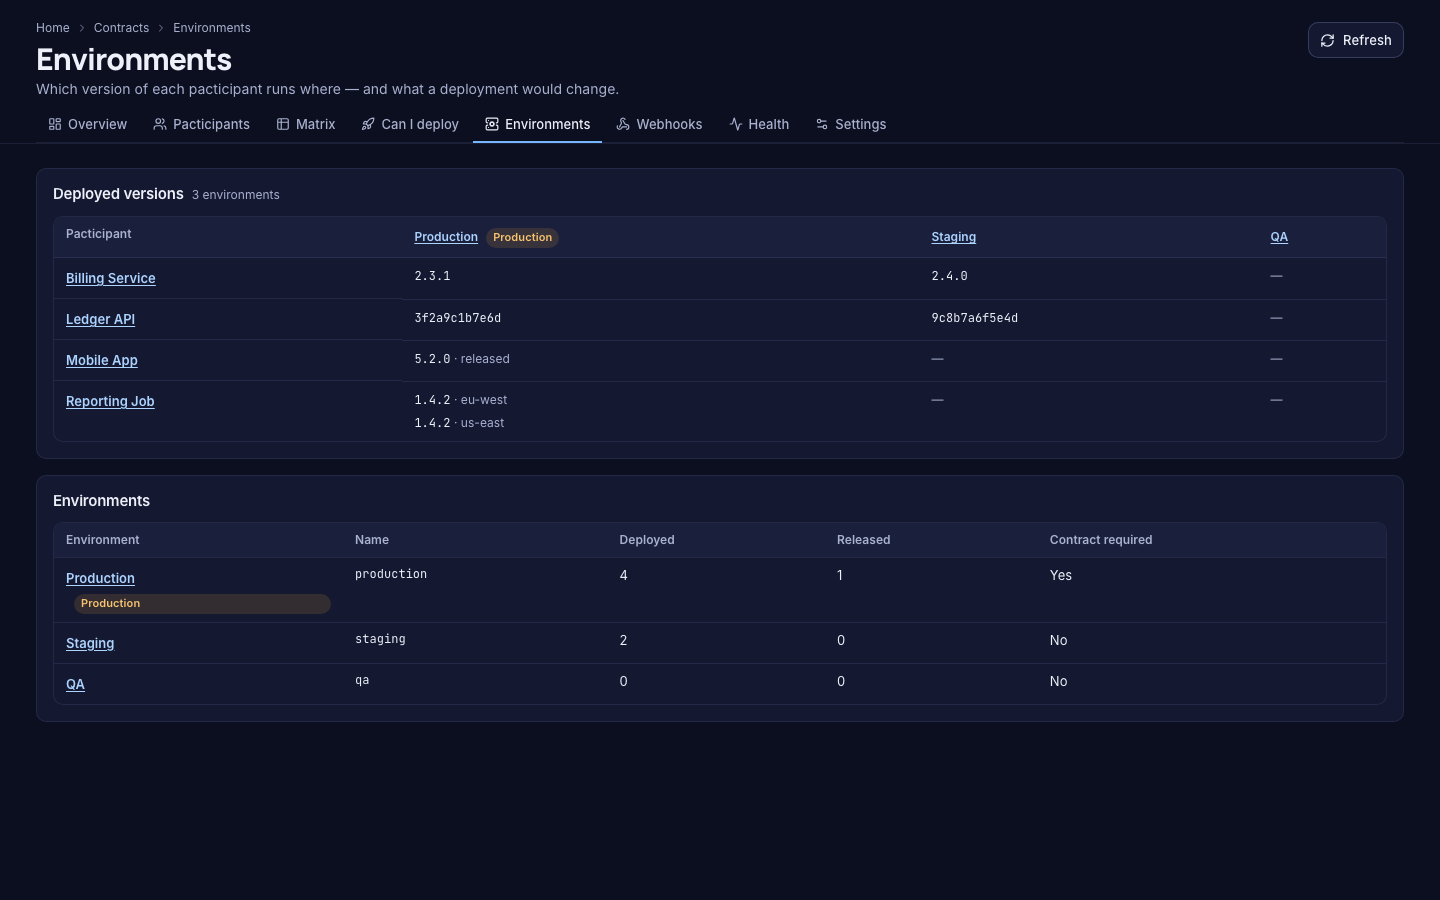 Home > Contracts > Environments
Environments
Which version of each pacticipant runs where — and what a deployment would change.
Refresh
Overview Pacticipants Matrix Can I deploy Environments Webhooks Health Settings
Deployed versions 3 environments
Pacticipant Production Production Staging QA
Billing Service 2.3.1 2.4.0 —
Ledger API 3f2a9c1b7e6d 9c8b7a6f5e4d —
Mobile App 5.2.0 · released — —
Reporting Job 1.4.2 · eu-west — —
1.4.2 · us-east
Environments
Environment Name Deployed Released Contract required
Production production 4 1 Yes
Production
Staging staging 2 0 No
QA qa 0 0 No